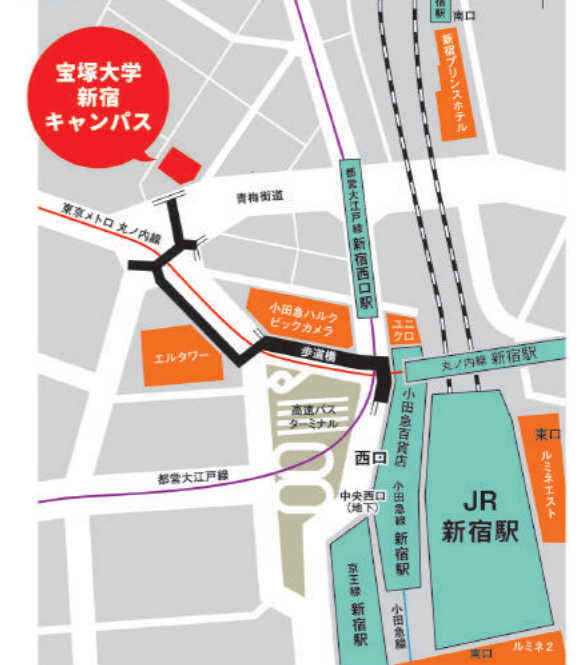 宿駅
南口
新宿プリンスホテル
宝塚大学
新宿
キャンパス
青梅街道
東京メトロ 丸ノ内線
都営大江戸線 新宿西口駅
小田急ハルク
ビックカメラ
ユニ
クロ
エルタワー
歩道橋
丸ノ内線 新宿駅
高速バス
ターミナル
小田急百貨店
西口
東口
ルミネエスト
都営大江戸線
中央西口
(地下)
小田急線 新宿駅
JR
新宿駅
京王線 新宿駅
小田急線
南口
ルミネ2